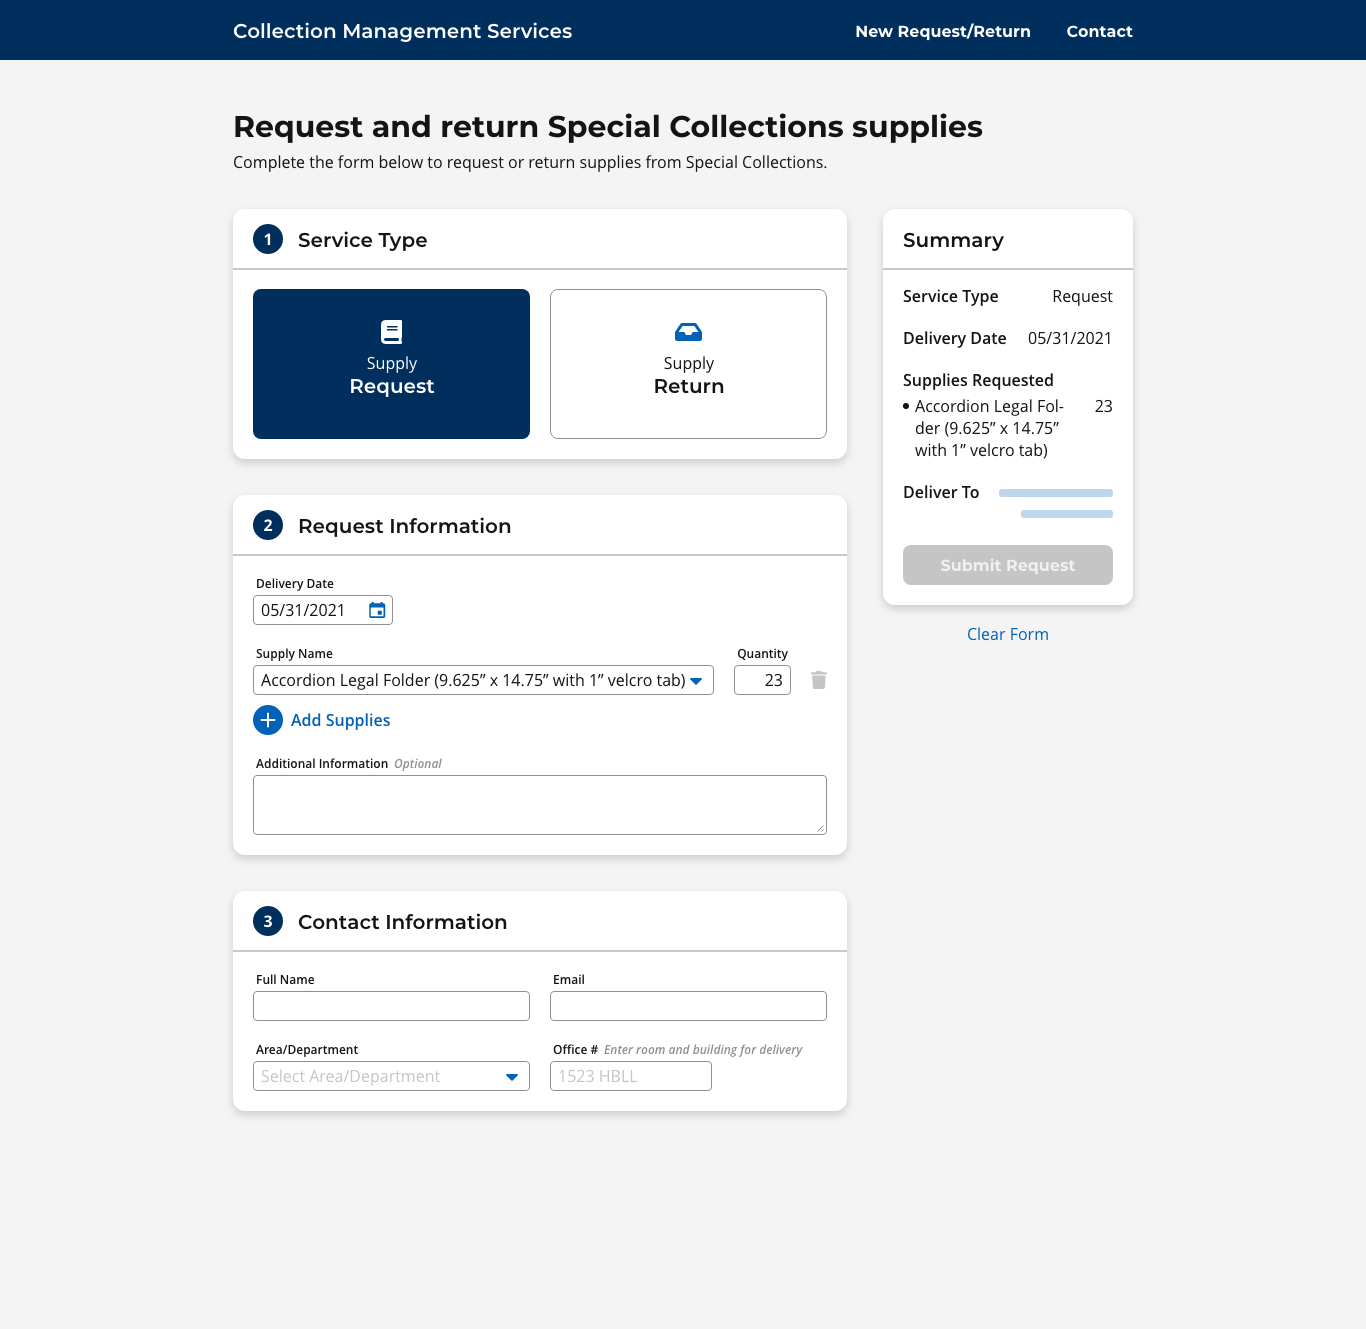 Collection Management Services
New Request/Return
Contact
Request and return Special Collections supplies
Complete the form below to request or return supplies from Special Collections.
1
Service Type
Supply
Request
Supply
Return
2
Request Information
Delivery Date
05/31/2021
Supply Name
Quantity
Accordion Legal Folder (9.625” x 14.75” with 1” velcro tab)
23
Add Supplies
Additional Information Optional
3
Contact Information
Full Name
Email
Area/Department
Office # Enter room and building for delivery
Select Area/Department
1523 HBLL
Summary
Service Type Request
Delivery Date 05/31/2021
Supplies Requested
• Accordion Legal Fol- 23
der (9.625” x 14.75”
with 1” velcro tab)
Deliver To
Submit Request
Clear Form